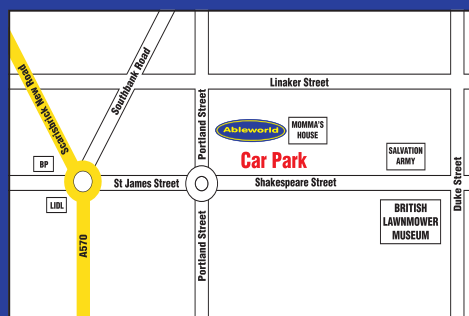 Scarisbrick New Road
Southbank Road
Linaker Street
Portland Street
Ableworld
MOMMA'S
HOUSE
Car Park
SALVATION
ARMY
BP
St James Street
Shakespeare Street
Duke Street
LIDL
BRITISH
LAWNMOWER
MUSEUM
A570
Portland Street